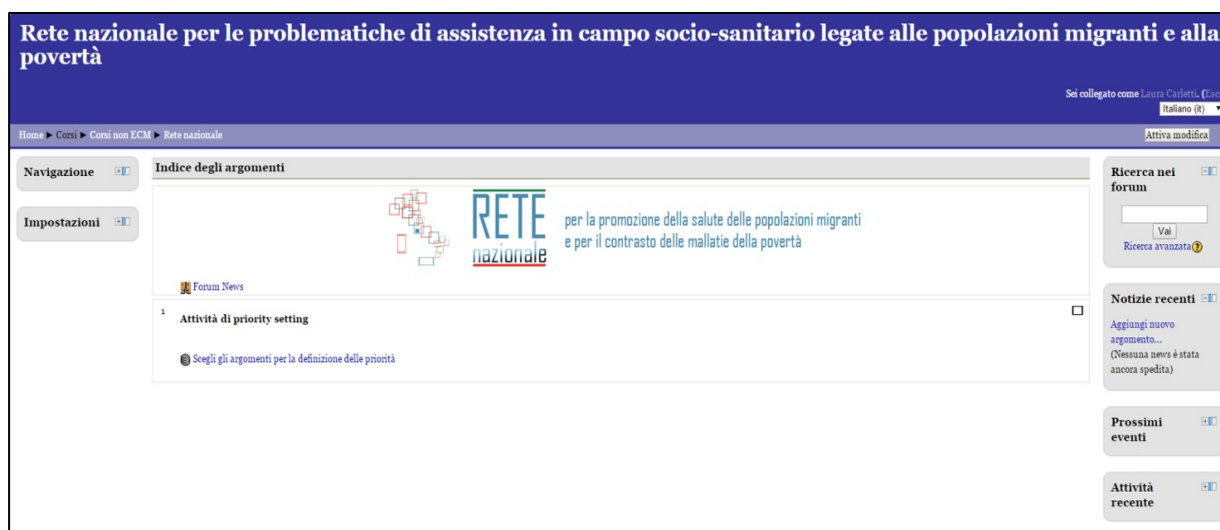 Rete nazionale per le problematiche di assistenza in campo socio-sanitario legate alle popolazioni migranti e alla
povertà
Sei collegato come Laura Carletti. (Esc
Italiano (it)
Home ► Corsi ► Corsi non ECM ► Rete nazionale
Attiva modifica
Navigazione
Impostazioni
Indice degli argomenti
RETE
nazionale
per la promozione della salute delle popolazioni migranti
e per il contrasto delle mallatie della povertà
Forum News
1
Attività di priority setting
Scegli gli argomenti per la definizione delle priorità
Ricerca nei
forum
Vai
Ricerca avanzata
Notizie recenti
Aggiungi nuovo
argomento...
(Nessuna news è stata
ancora spedita)
Prossimi
eventi
Attività
recente